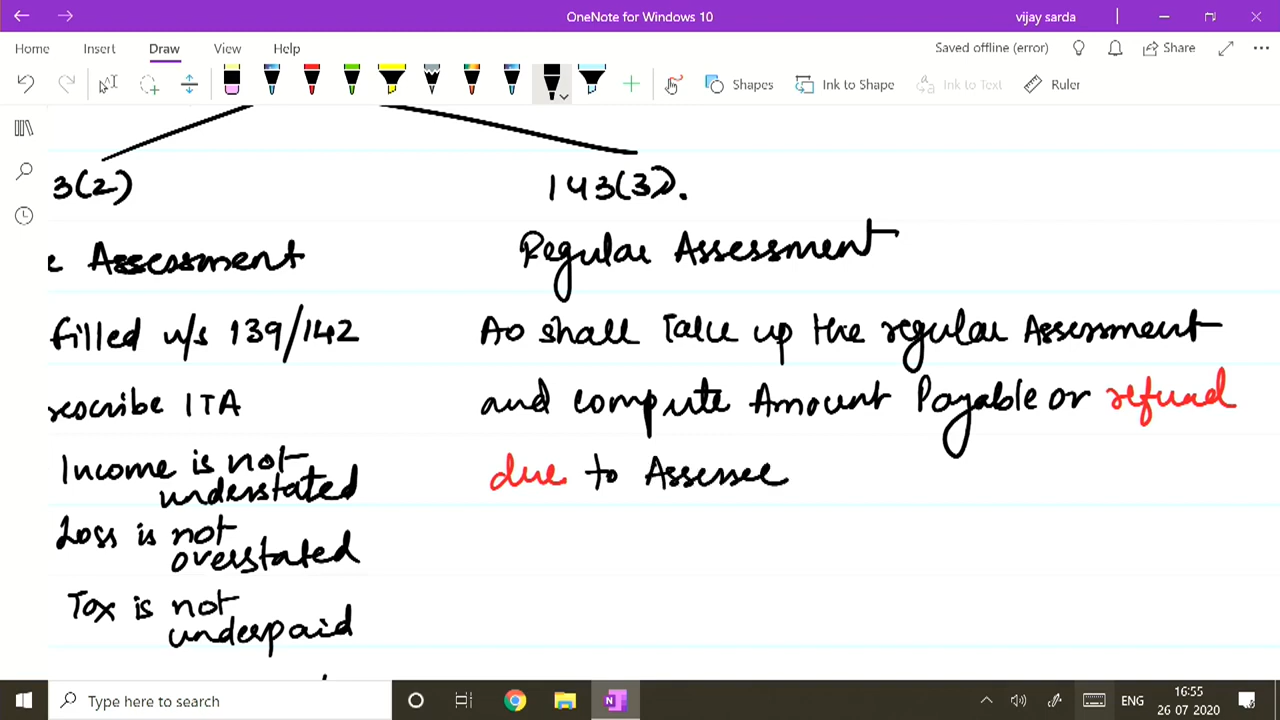 OneNote for Windows 10
vijay sarda
Home Insert Draw View Help
Saved offline (error)
Share
Shapes
Ink to Shape
Ink to Text
Ruler
3(2)
e Assessment
filled u/s 139/142
scribe ITA
Income is not
understated
Loss is not
overstated
Tax is not
underpaid
143(3).
Regular Assessment
Ao shall Take up the regular Assessment
and compute Amount Payable or refund
due to Assessee
Type here to search
ENG
16:55
26-07-2020